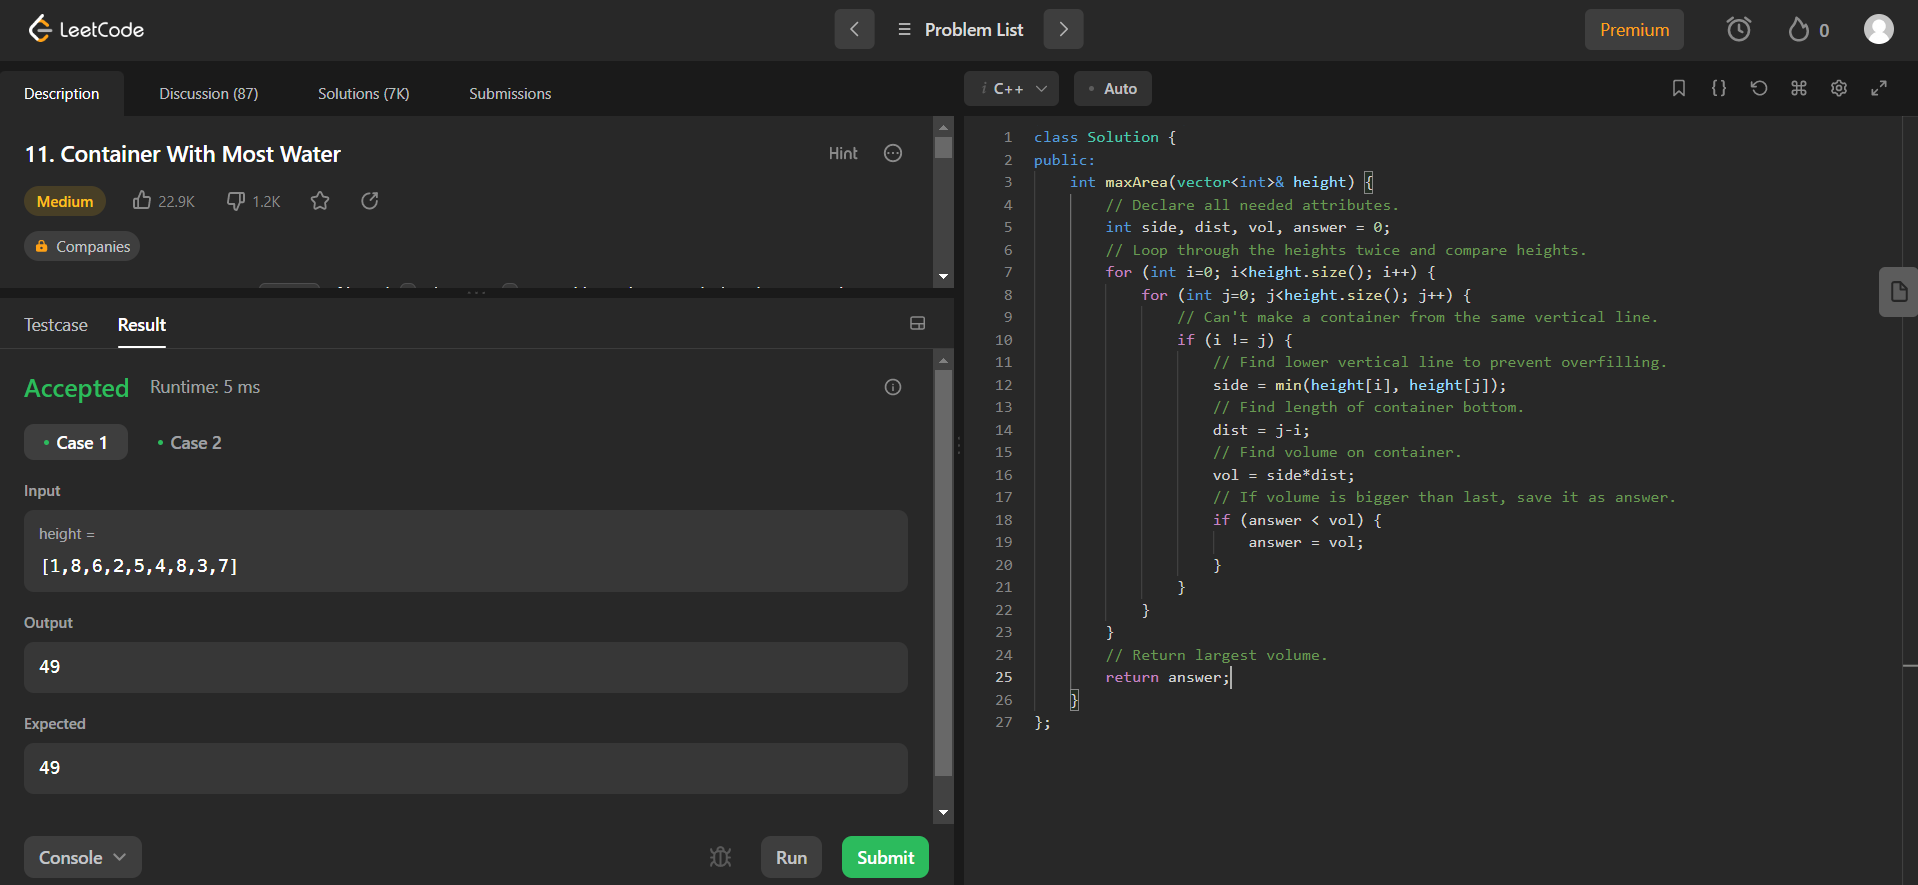 LeetCode
Problem List
Premium
0
Description
Discussion (87)
Solutions (7K)
Submissions
11. Container With Most Water
Hint
Medium
22.9K
1.2K
Companies
Testcase
Result
Accepted
Runtime: 5 ms
• Case 1
• Case 2
Input
height =
[1,8,6,2,5,4,8,3,7]
Output
49
Expected
49
Console
Run
Submit
i C++
• Auto
1 class Solution {
2 public:
3     int maxArea(vector<int>& height) {
4         // Declare all needed attributes.
5         int side, dist, vol, answer = 0;
6         // Loop through the heights twice and compare heights.
7         for (int i=0; i<height.size(); i++) {
8             for (int j=0; j<height.size(); j++) {
9                 // Can't make a container from the same vertical line.
10                 if (i != j) {
11                     // Find lower vertical line to prevent overfilling.
12                     side = min(height[i], height[j]);
13                     // Find length of container bottom.
14                     dist = j-i;
15                     // Find volume on container.
16                     vol = side*dist;
17                     // If volume is bigger than last, save it as answer.
18                     if (answer < vol) {
19                         answer = vol;
20                     }
21                 }
22             }
23         }
24         // Return largest volume.
25         return answer;
26     }
27 };